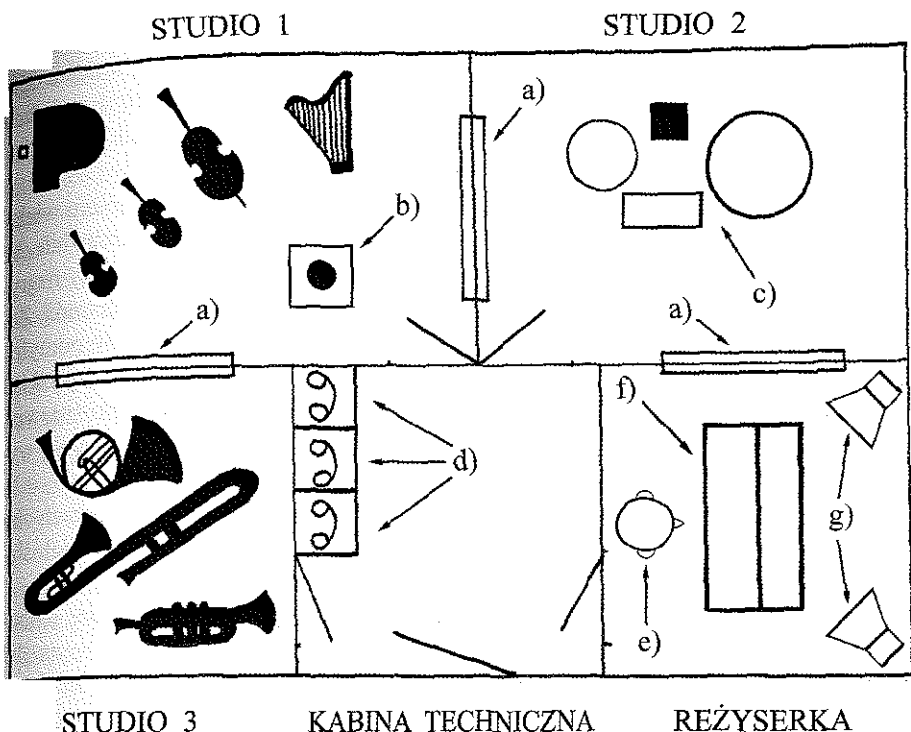 STUDIO 1 STUDIO 2
a)
b)
c)
a) a)
f)
d)
g)
e)
STUDIO 3 KABINA TECHNICZNA REŻYSERKA